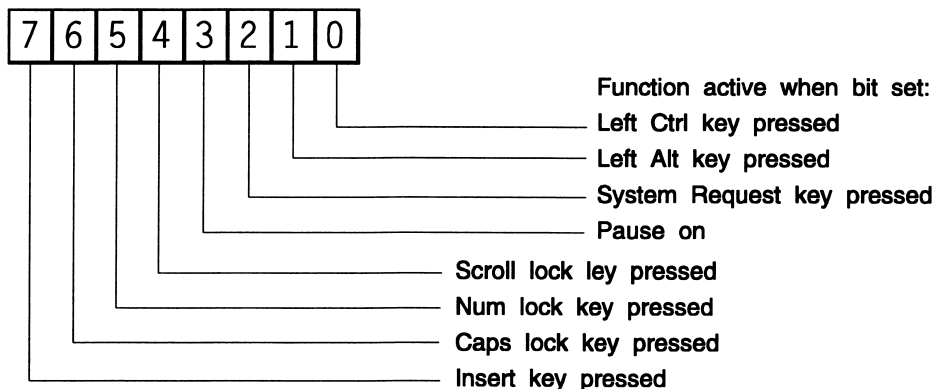 7 6 5 4 3 2 1 0
Function active when bit set:
Left Ctrl key pressed
Left Alt key pressed
System Request key pressed
Pause on
Scroll lock ley pressed
Num lock key pressed
Caps lock key pressed
Insert key pressed